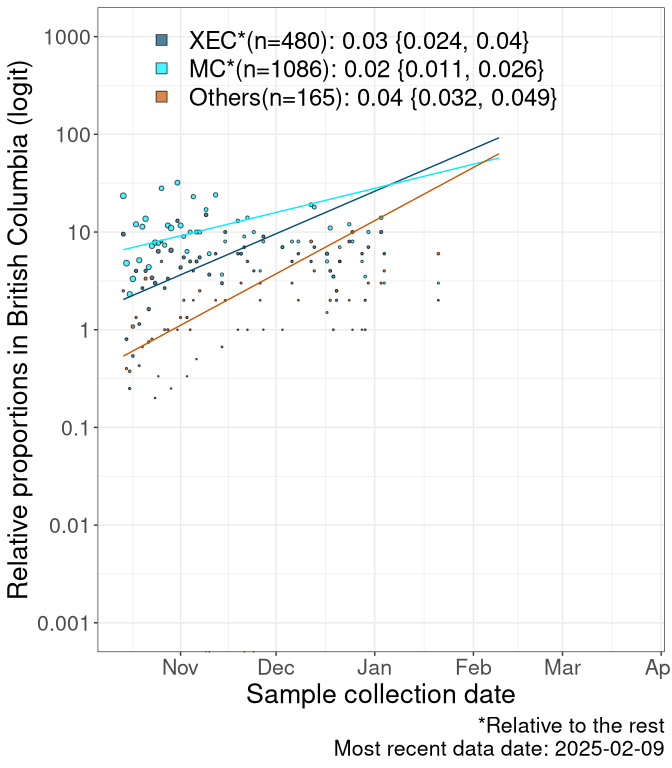 XEC*(n=480): 0.03 {0.024, 0.04}
MC*(n=1086): 0.02 {0.011, 0.026}
Others(n=165): 0.04 {0.032, 0.049}
Relative proportions in British Columbia (logit)
1000
100
10
1
0.1
0.01
0.001
Nov Dec Jan Feb Mar Ap
Sample collection date
*Relative to the rest
Most recent data date: 2025-02-09